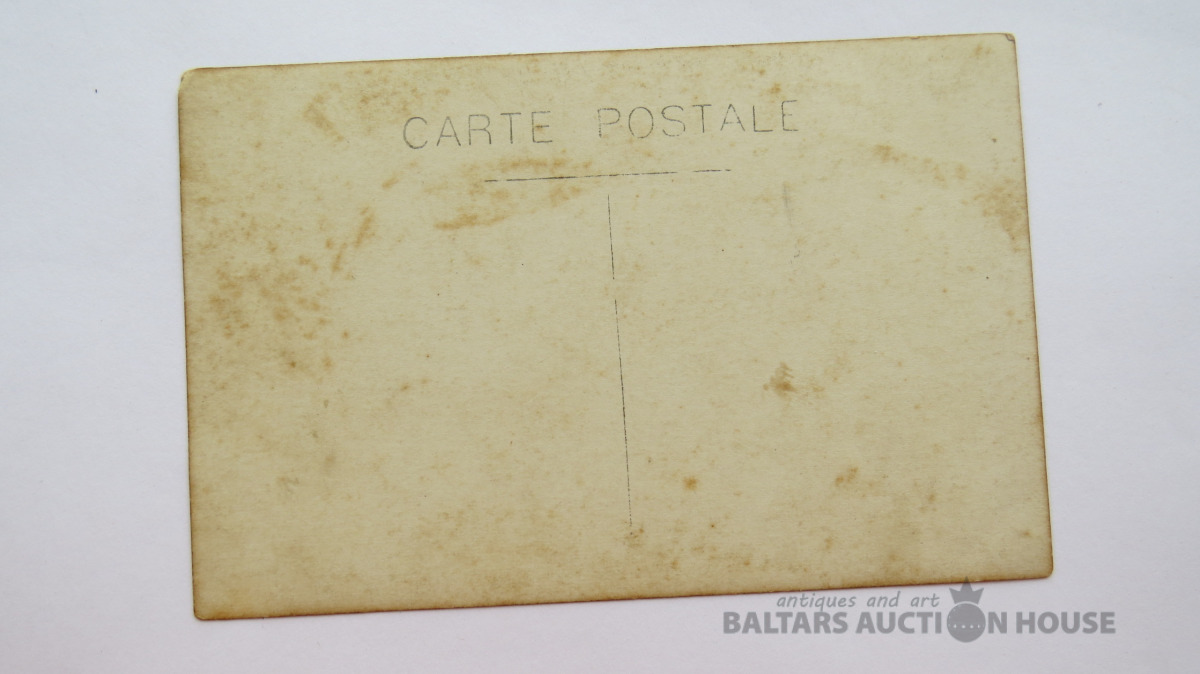 CARTE POSTALE
antiques and art
BALTARS AUCTION HOUSE